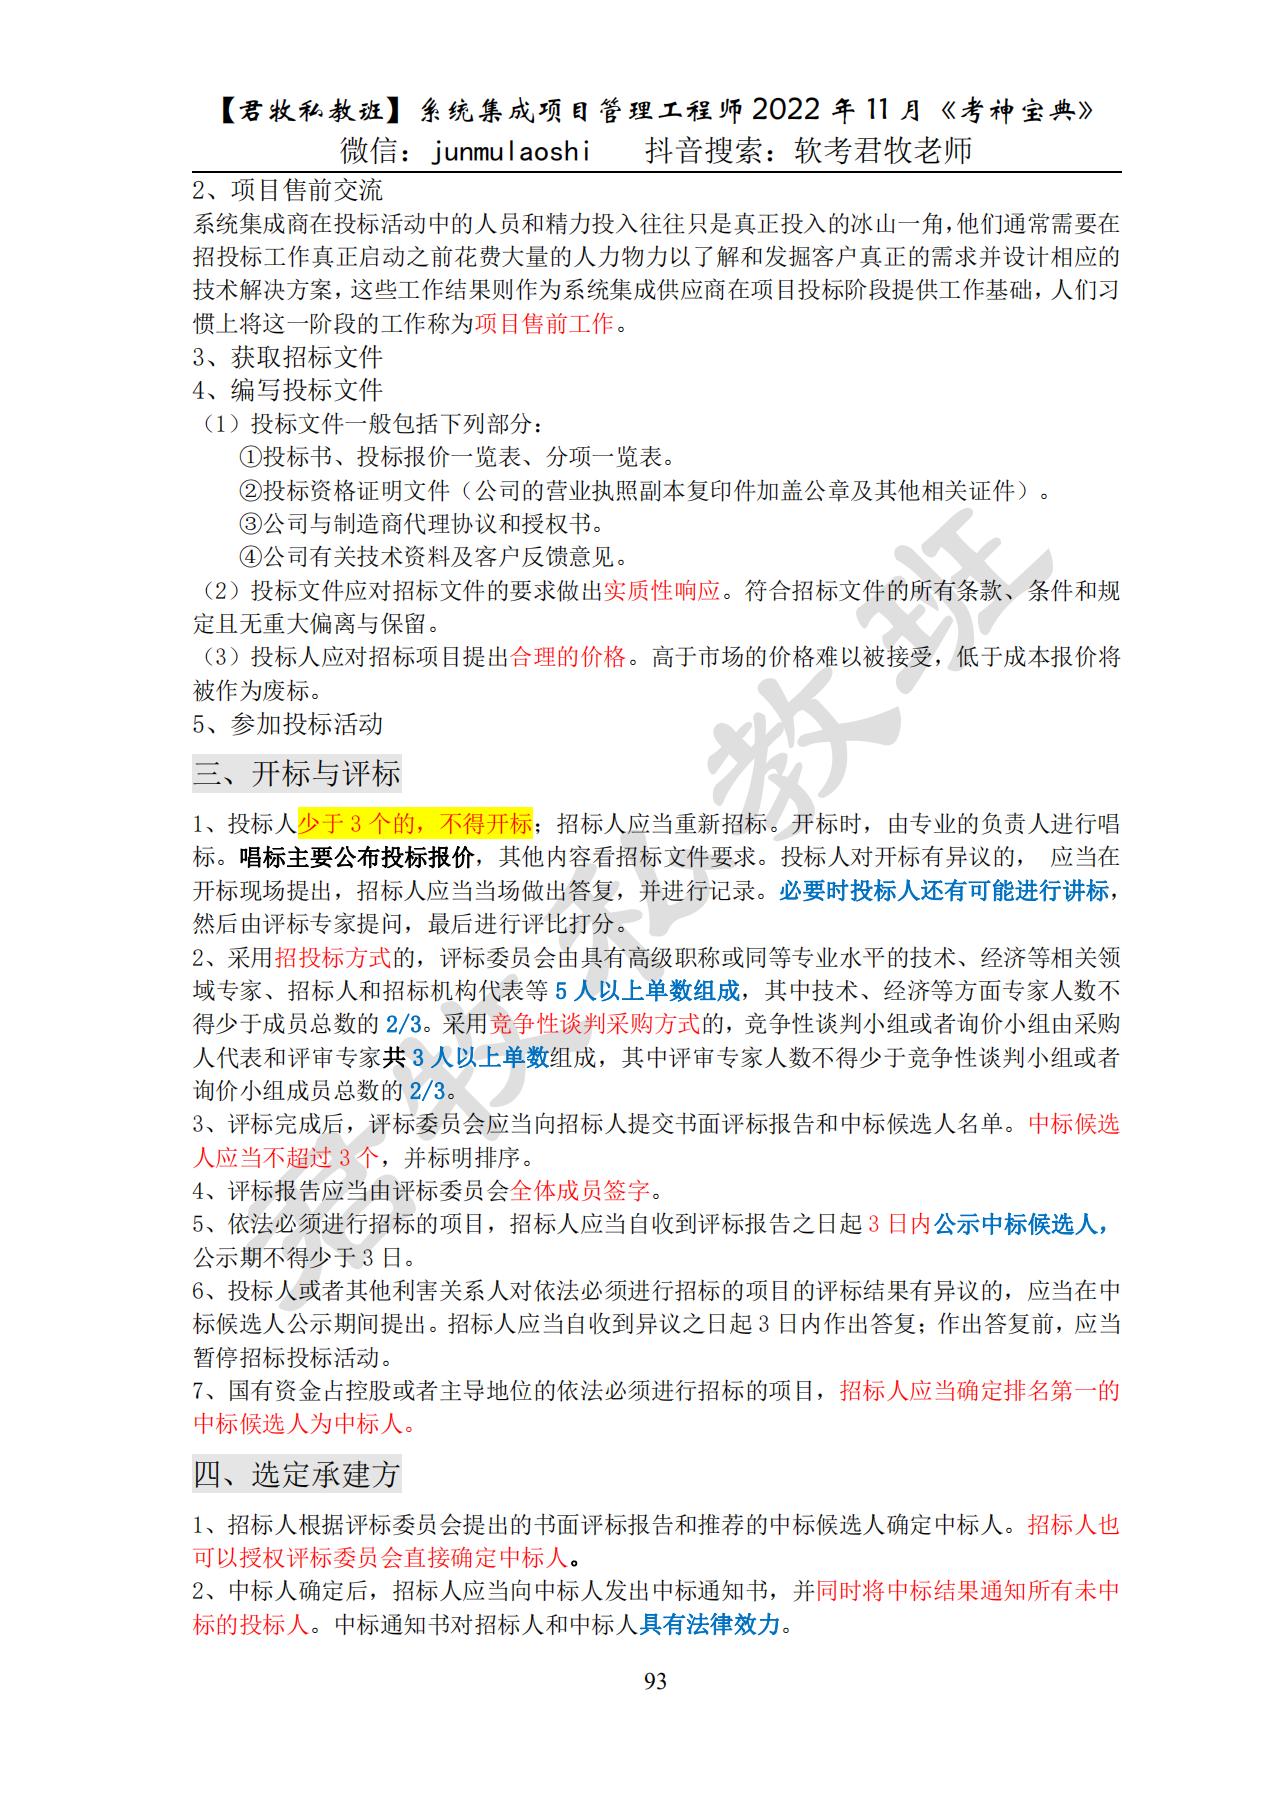 【君牧私教班】系统集成项目管理工程师 2022 年 11 月《考神宝典》
微信：junmulaoshi 抖音搜索：软考君牧老师
2、项目售前交流
系统集成商在投标活动中的人员和精力投入往往只是真正投入的冰山一角，他们通常需要在
招投标工作真正启动之前花费大量的人力物力以了解和发掘客户真正的需求并设计相应的
技术解决方案，这些工作结果则作为系统集成供应商在项目投标阶段提供工作基础，人们习
惯上将这一阶段的工作称为项目售前工作。
3、获取招标文件
4、编写投标文件
（1）投标文件一般包括下列部分：
①投标书、投标报价一览表、分项一览表。
②投标资格证明文件（公司的营业执照副本复印件加盖公章及其他相关证件）。
③公司与制造商代理协议和授权书。
④公司有关技术资料及客户反馈意见。
（2）投标文件应对招标文件的要求做出实质性响应。符合招标文件的所有条款、条件和规
定且无重大偏离与保留。
（3）投标人应对招标项目提出合理的价格。高于市场的价格难以被接受，低于成本报价将
被作为废标。
5、参加投标活动
三、开标与评标
1、投标人少于 3 个的，不得开标；招标人应当重新招标。开标时，由专业的负责人进行唱
标。唱标主要公布投标报价，其他内容看招标文件要求。投标人对开标有异议的， 应当在
开标现场提出，招标人应当当场做出答复，并进行记录。必要时投标人还有可能进行讲标，
然后由评标专家提问，最后进行评比打分。
2、采用招投标方式的，评标委员会由具有高级职称或同等专业水平的技术、经济等相关领
域专家、招标人和招标机构代表等 5 人以上单数组成，其中技术、经济等方面专家人数不
得少于成员总数的 2/3。采用竞争性谈判采购方式的，竞争性谈判小组或者询价小组由采购
人代表和评审专家共 3 人以上单数组成，其中评审专家人数不得少于竞争性谈判小组或者
询价小组成员总数的 2/3。
3、评标完成后，评标委员会应当向招标人提交书面评标报告和中标候选人名单。中标候选
人应当不超过 3 个，并标明排序。
4、评标报告应当由评标委员会全体成员签字。
5、依法必须进行招标的项目，招标人应当自收到评标报告之日起 3 日内公示中标候选人，
公示期不得少于 3 日。
6、投标人或者其他利害关系人对依法必须进行招标的项目的评标结果有异议的，应当在中
标候选人公示期间提出。招标人应当自收到异议之日起 3 日内作出答复；作出答复前，应当
暂停招标投标活动。
7、国有资金占控股或者主导地位的依法必须进行招标的项目，招标人应当确定排名第一的
中标候选人为中标人。
四、选定承建方
1、招标人根据评标委员会提出的书面评标报告和推荐的中标候选人确定中标人。招标人也
可以授权评标委员会直接确定中标人。
2、中标人确定后，招标人应当向中标人发出中标通知书，并同时将中标结果通知所有未中
标的投标人。中标通知书对招标人和中标人具有法律效力。
93
君牧私教班